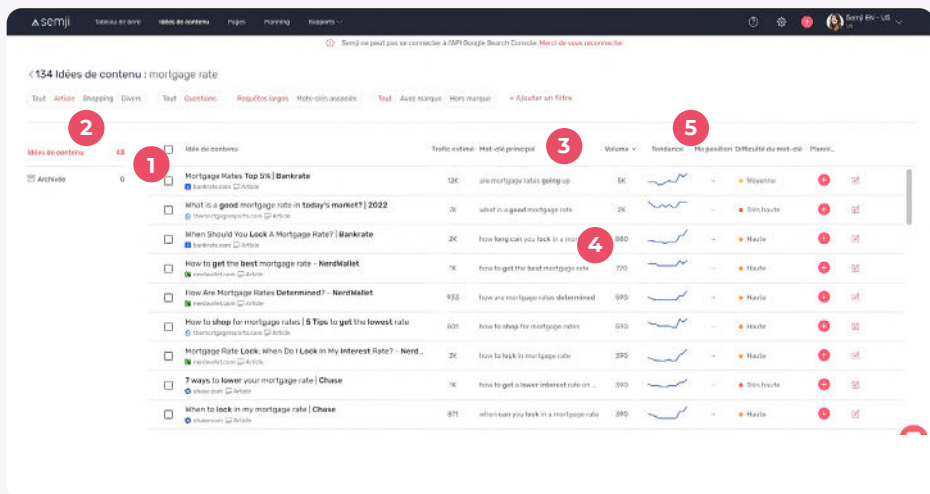 semji Tableau de bord Idées de contenu Pages Planning Rapports Semji EN - US
US
Semji ne peut pas se connecter à l'API Google Search Console. Merci de vous reconnecter
< 134 Idées de contenu : mortgage rate
Tout Article Shopping Divers Tout Questions Requêtes larges Mots-clés associés Tout Avec marque Hors marque + Ajouter un filtre
2
5
3
1
Idées de contenu 48 Idée de contenu Trafic estimé Mot-clé principal Volume Tendance Ma position Difficulté du mot-clé Planni...
Archivée 0
Mortgage Rates Top 5% | Bankrate 12K are mortgage rates going up 8K - Moyenne
bankrate.com Article
What is a good mortgage rate in today's market? | 2022 7K what is a good mortgage rate 2K - Très haute
themortgagereports.com Article
When Should You Lock A Mortgage Rate? | Bankrate 2K how long can you lock in a mor 4 880 - Haute
bankrate.com Article
How to get the best mortgage rate - NerdWallet 1K how to get the best mortgage rate 720 - Haute
nerdwallet.com Article
How Are Mortgage Rates Determined? - NerdWallet 933 how are mortgage rates determined 590 - Haute
nerdwallet.com Article
How to shop for mortgage rates | 5 Tips to get the lowest rate 801 how to shop for mortgage rates 590 - Haute
themortgagereports.com Article
Mortgage Rate Lock: When Do I Lock In My Interest Rate? - Nerd... 3K how to lock in mortgage rate 390 - Haute
nerdwallet.com Article
7 ways to lower your mortgage rate | Chase 1K how to get a lower interest rate on ... 390 - Très haute
chase.com Article
When to lock in my mortgage rate | Chase 871 when can you lock in a mortgage rate 390 - Haute
chase.com Article